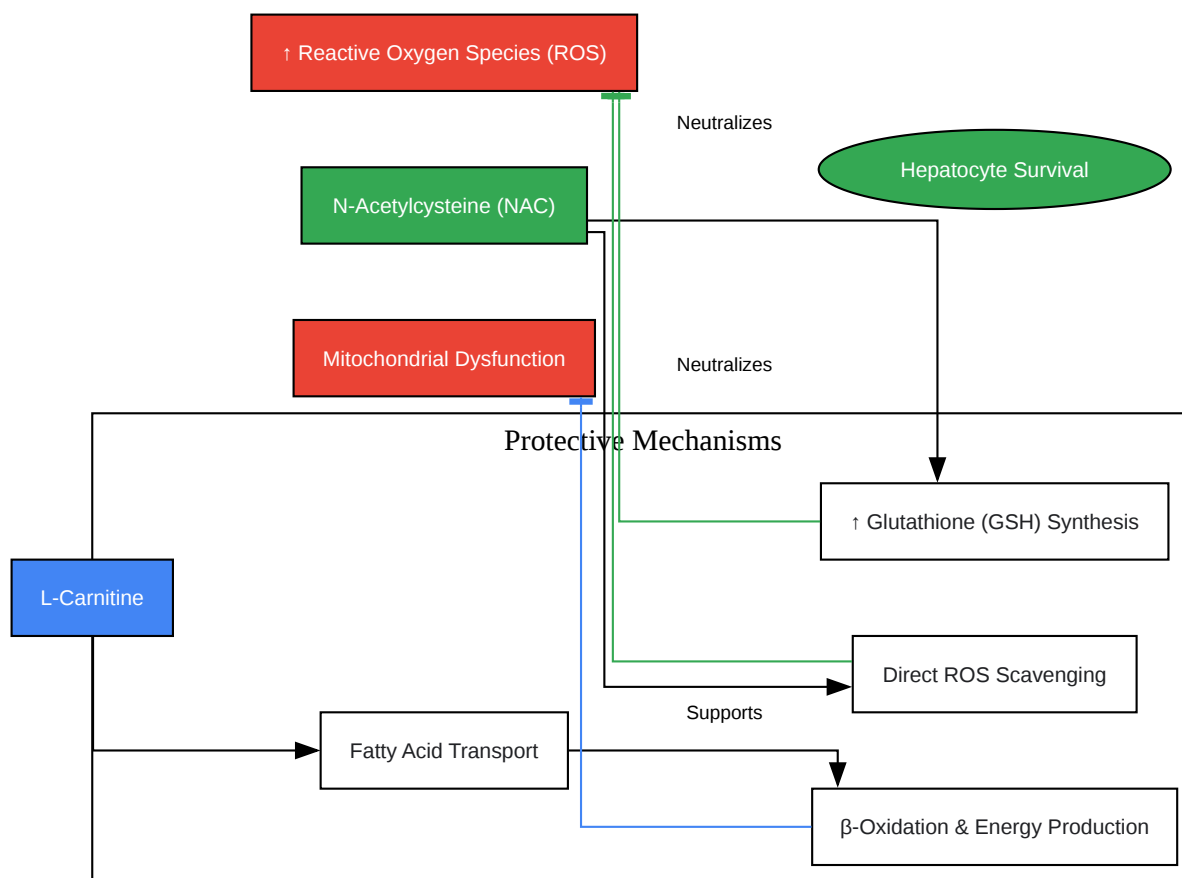 ↑ Reactive Oxygen Species (ROS)
Neutralizes
Hepatocyte Survival
N-Acetylcysteine (NAC)
Mitochondrial Dysfunction
Neutralizes
Protective Mechanisms
↑ Glutathione (GSH) Synthesis
L-Carnitine
Direct ROS Scavenging
Supports
Fatty Acid Transport
β-Oxidation & Energy Production